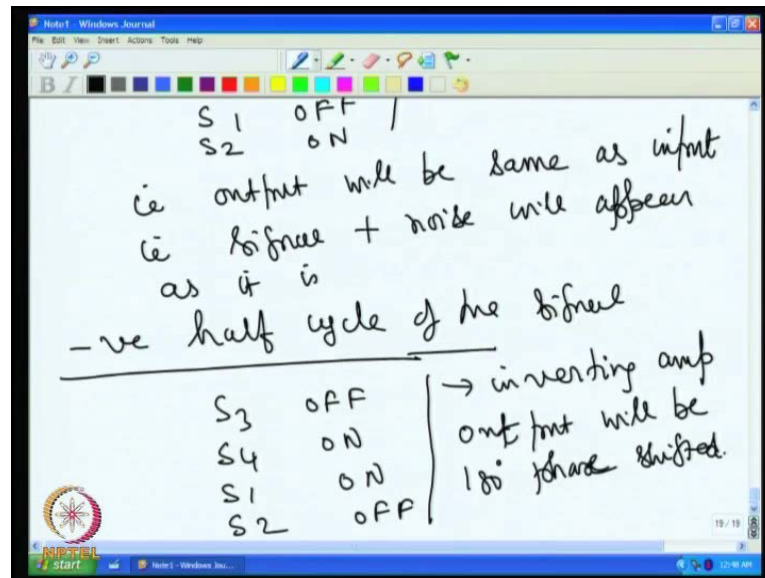 Note1 - Windows Journal
File Edit View Insert Actions Tools Help
B I
S1 OFF
S2 ON
ie output will be same as input
ie signal + noise will appear
as it is
-ve half cycle of the signal
S3 OFF → inverting amp
S4 ON output will be
S1 ON 180 phase shifted.
S2 OFF
19 / 19
NPTEL
start
Note1 - Windows Jou...
12:48 AM